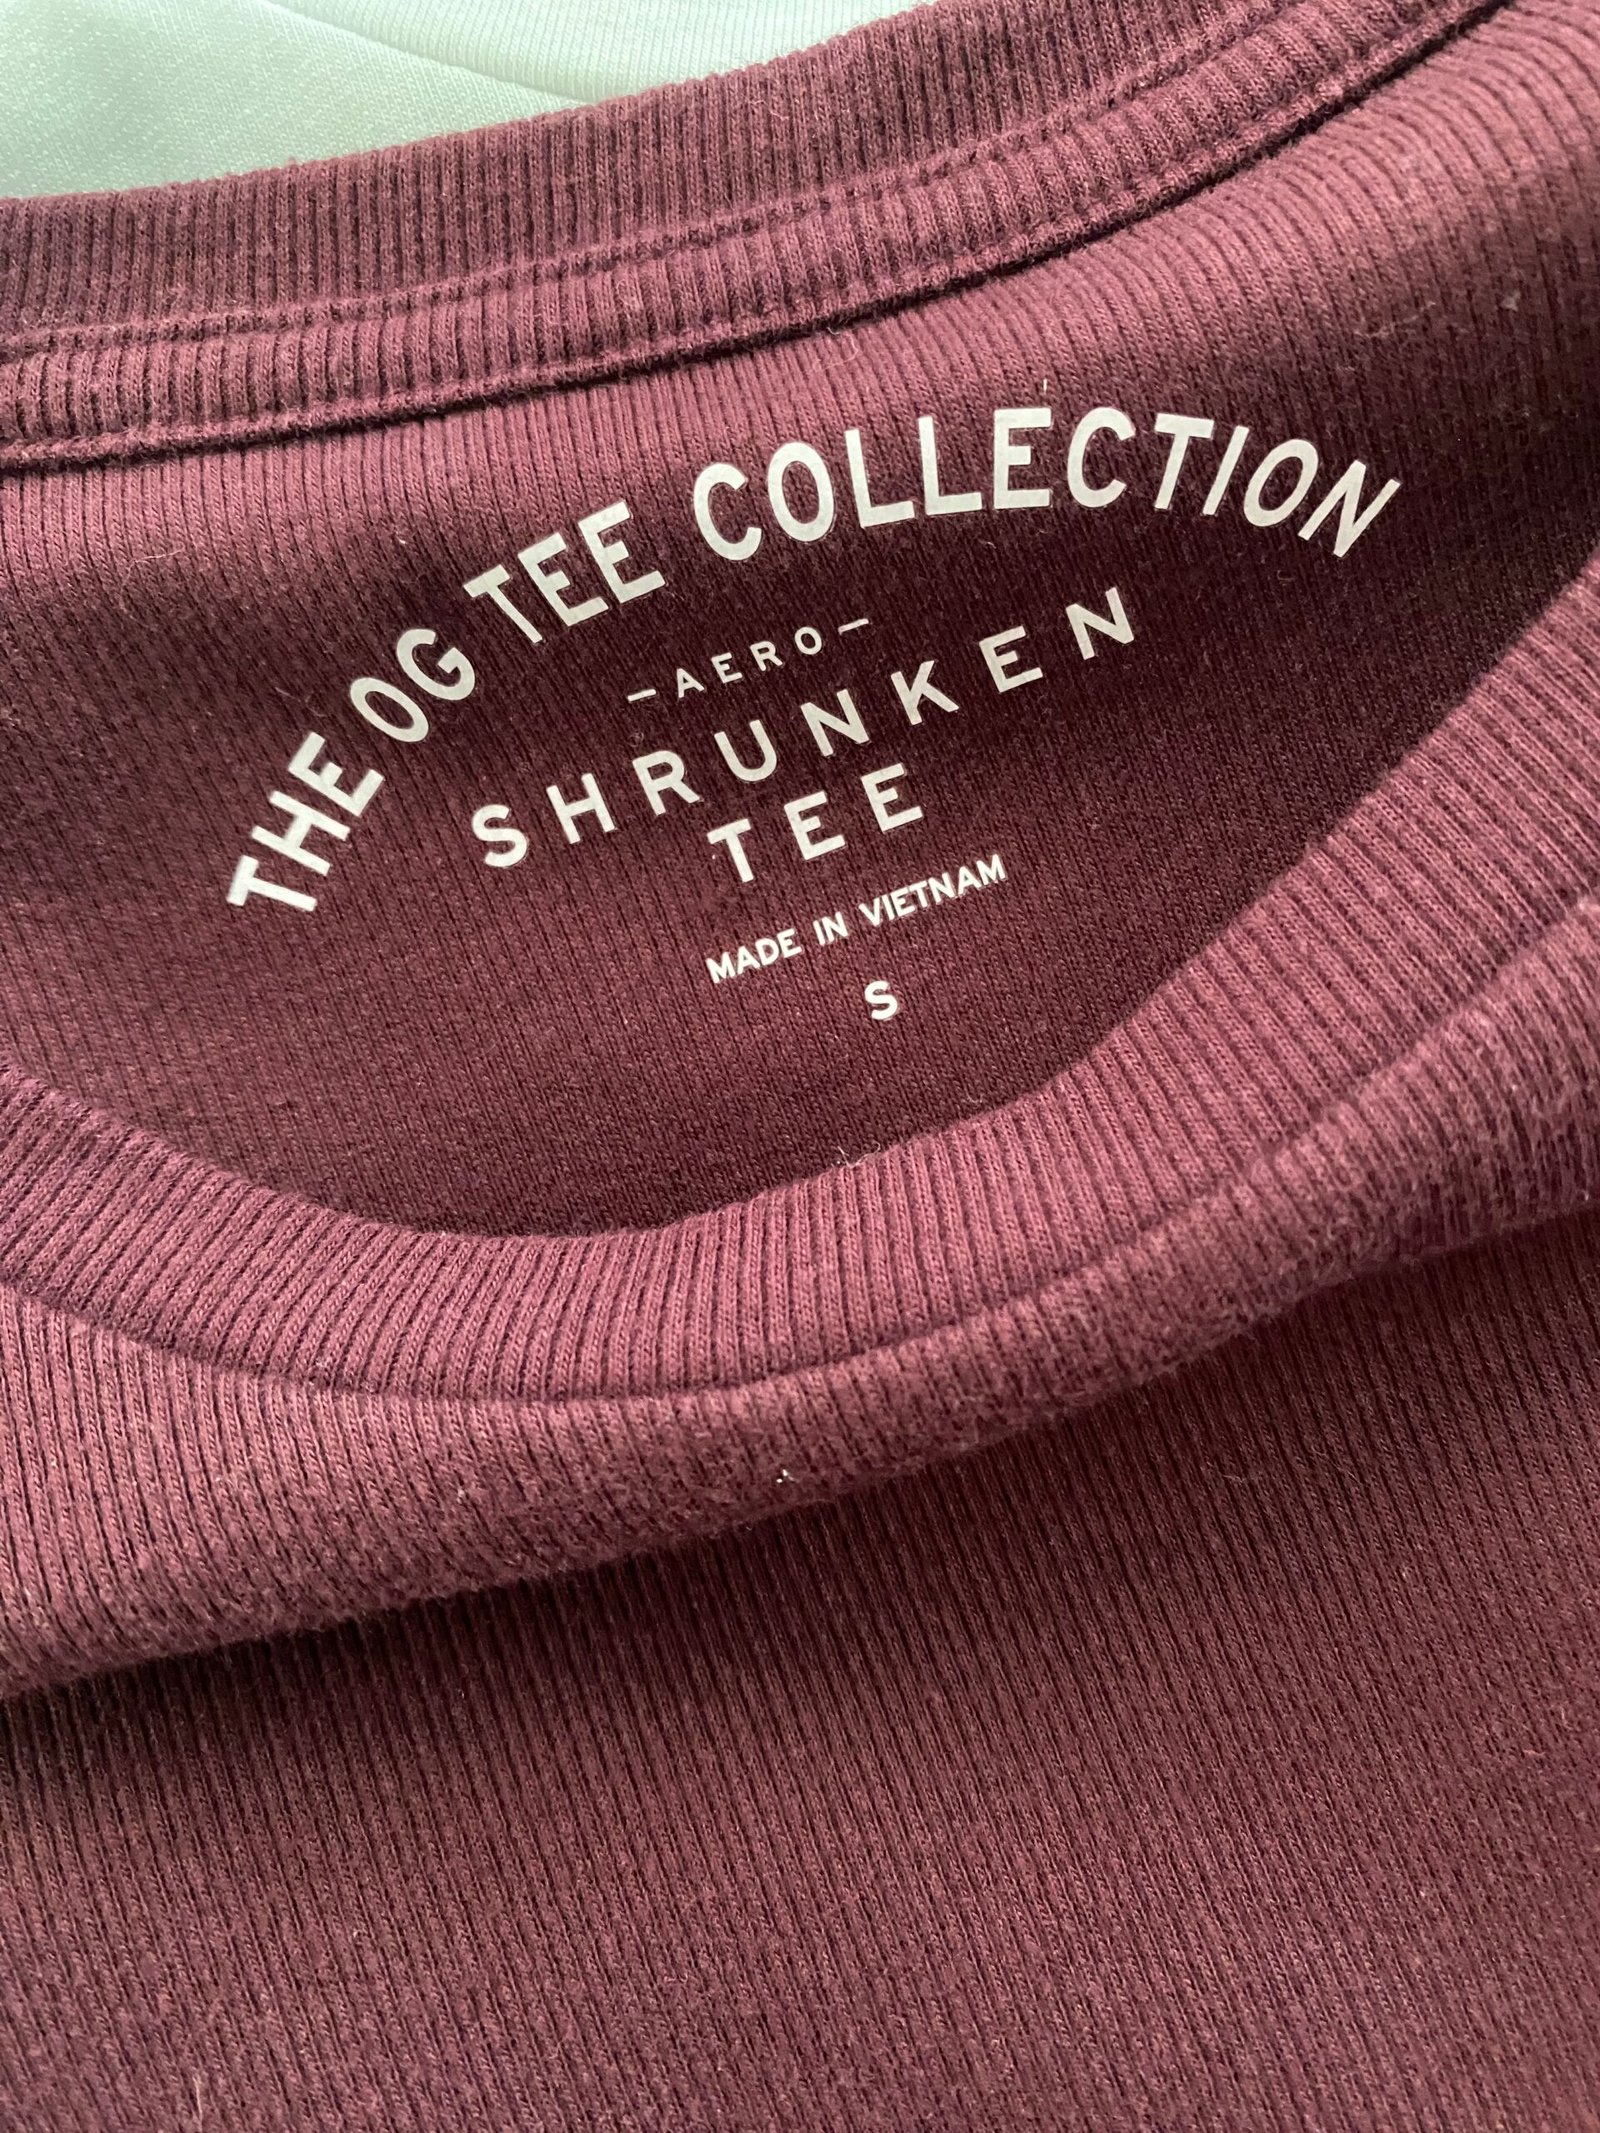 THE OG TEE COLLECTION
—AERO—
SHRUNKEN
TEE
MADE IN VIETNAM
S